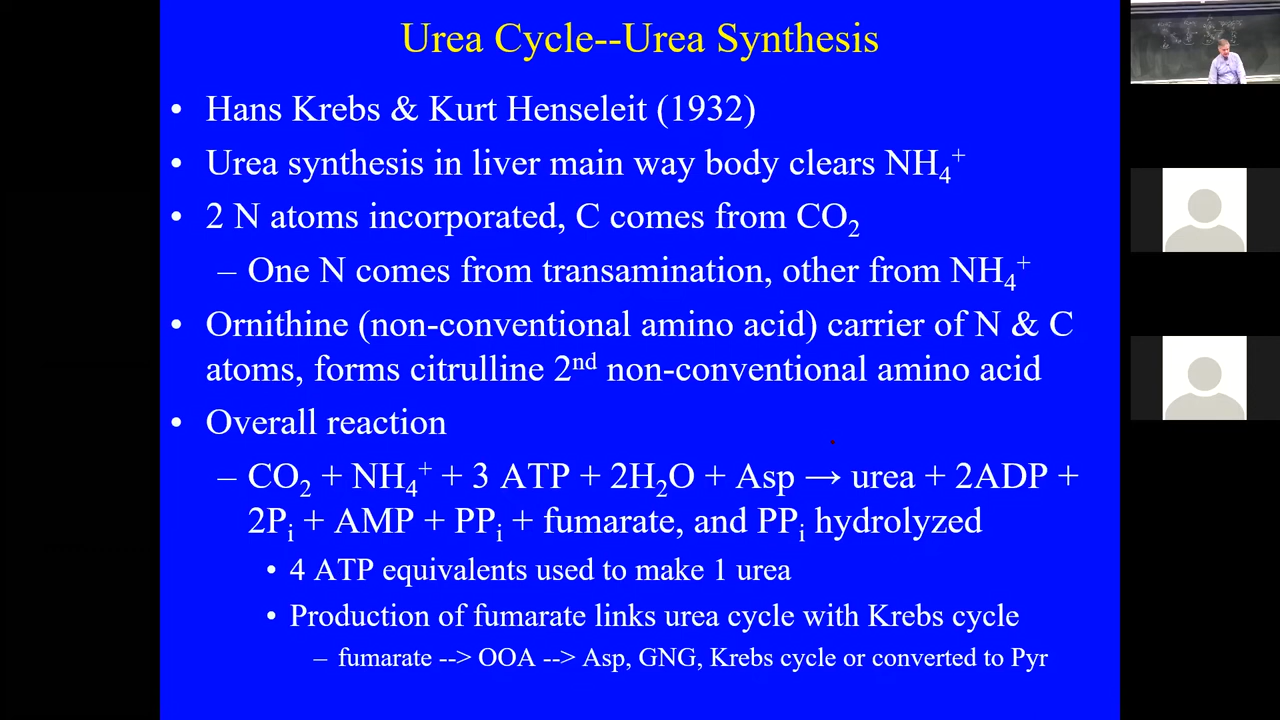 Urea Cycle--Urea Synthesis
• Hans Krebs & Kurt Henseleit (1932)
• Urea synthesis in liver main way body clears NH₄⁺
• 2 N atoms incorporated, C comes from CO₂
– One N comes from transamination, other from NH₄⁺
• Ornithine (non-conventional amino acid) carrier of N & C
atoms, forms citrulline 2ⁿᵈ non-conventional amino acid
• Overall reaction
– CO₂ + NH₄⁺ + 3 ATP + 2H₂O + Asp → urea + 2ADP +
2Pᵢ + AMP + PPᵢ + fumarate, and PPᵢ hydrolyzed
• 4 ATP equivalents used to make 1 urea
• Production of fumarate links urea cycle with Krebs cycle
– fumarate --> OOA --> Asp, GNG, Krebs cycle or converted to Pyr